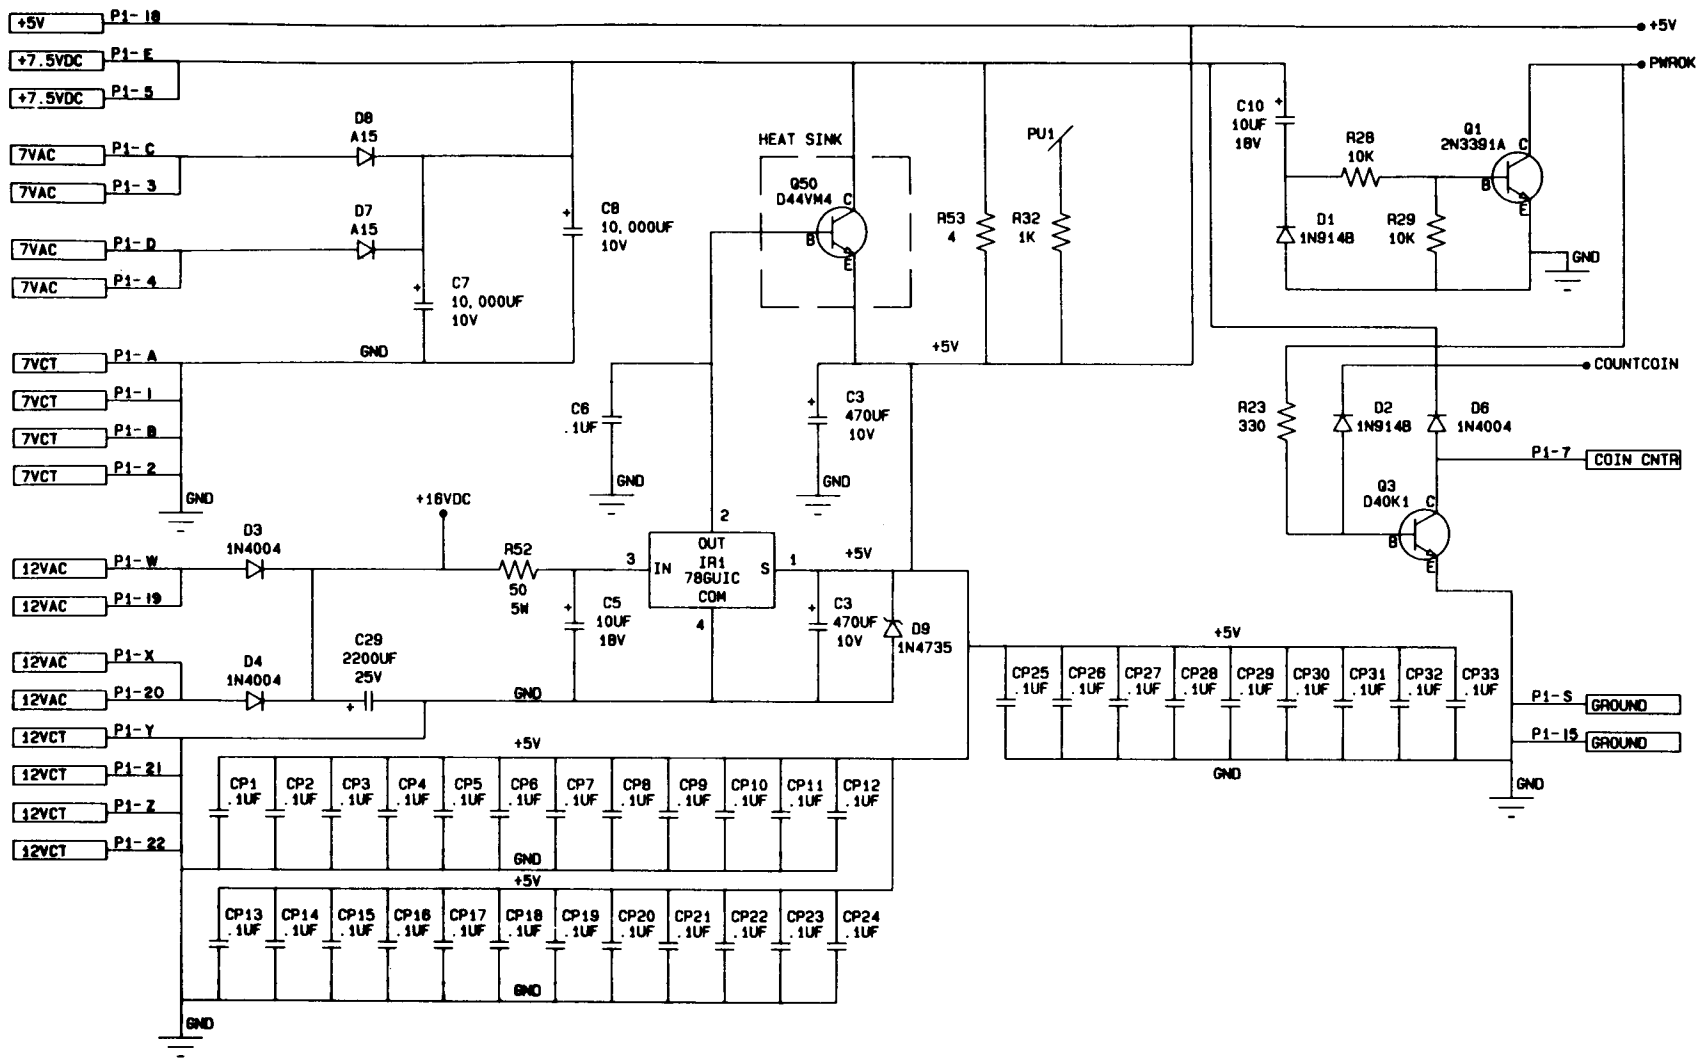 +5V P1-18 +5V
+7.5VDC P1-E PWROK
+7.5VDC P1-5
7VAC P1-C
7VAC P1-3
7VAC P1-D
7VAC P1-4
7VCT P1-A
7VCT P1-1
7VCT P1-B
7VCT P1-2
GND
D8
A15
D7
A15
C7
10,000UF
10V
C8
10,000UF
10V
GND
HEAT SINK
Q50
D44VM4
C
B
E
R53
4
R32
1K
PU1
+5V
C10 +
10UF
18V
R28
10K
Q1
2N3391A
C
B
E
D1
1N914B
R29
10K
GND
COUNTCOIN
R23
330
D2
1N914B
D6
1N4004
P1-7 COIN CNTR
Q3
D40K1
C
B
E
C6
.1UF
GND
+
C3
470UF
10V
GND
12VAC P1-W
12VAC P1-19
12VAC P1-X
12VAC P1-20
12VCT P1-Y
12VCT P1-21
12VCT P1-Z
12VCT P1-22
D3
1N4004
D4
1N4004
+16VDC
C29
2200UF
25V
+
R52
50
5W
+
C5
10UF
18V
2
OUT
3 IN IR1 S 1
78GUIC
COM
4
+5V
+
C3
470UF
10V
D9
1N4735
GND
+5V
CP25 CP26 CP27 CP28 CP29 CP30 CP31 CP32 CP33
.1UF .1UF .1UF .1UF .1UF .1UF .1UF .1UF .1UF
GND
P1-S GROUND
P1-15 GROUND
GND
+5V
CP1 CP2 CP3 CP4 CP5 CP6 CP7 CP8 CP9 CP10 CP11 CP12
.1UF .1UF .1UF .1UF .1UF .1UF .1UF .1UF .1UF .1UF .1UF .1UF
GND
+5V
CP13 CP14 CP15 CP16 CP17 CP18 CP19 CP20 CP21 CP22 CP23 CP24
.1UF .1UF .1UF .1UF .1UF .1UF .1UF .1UF .1UF .1UF .1UF .1UF
GND
GND